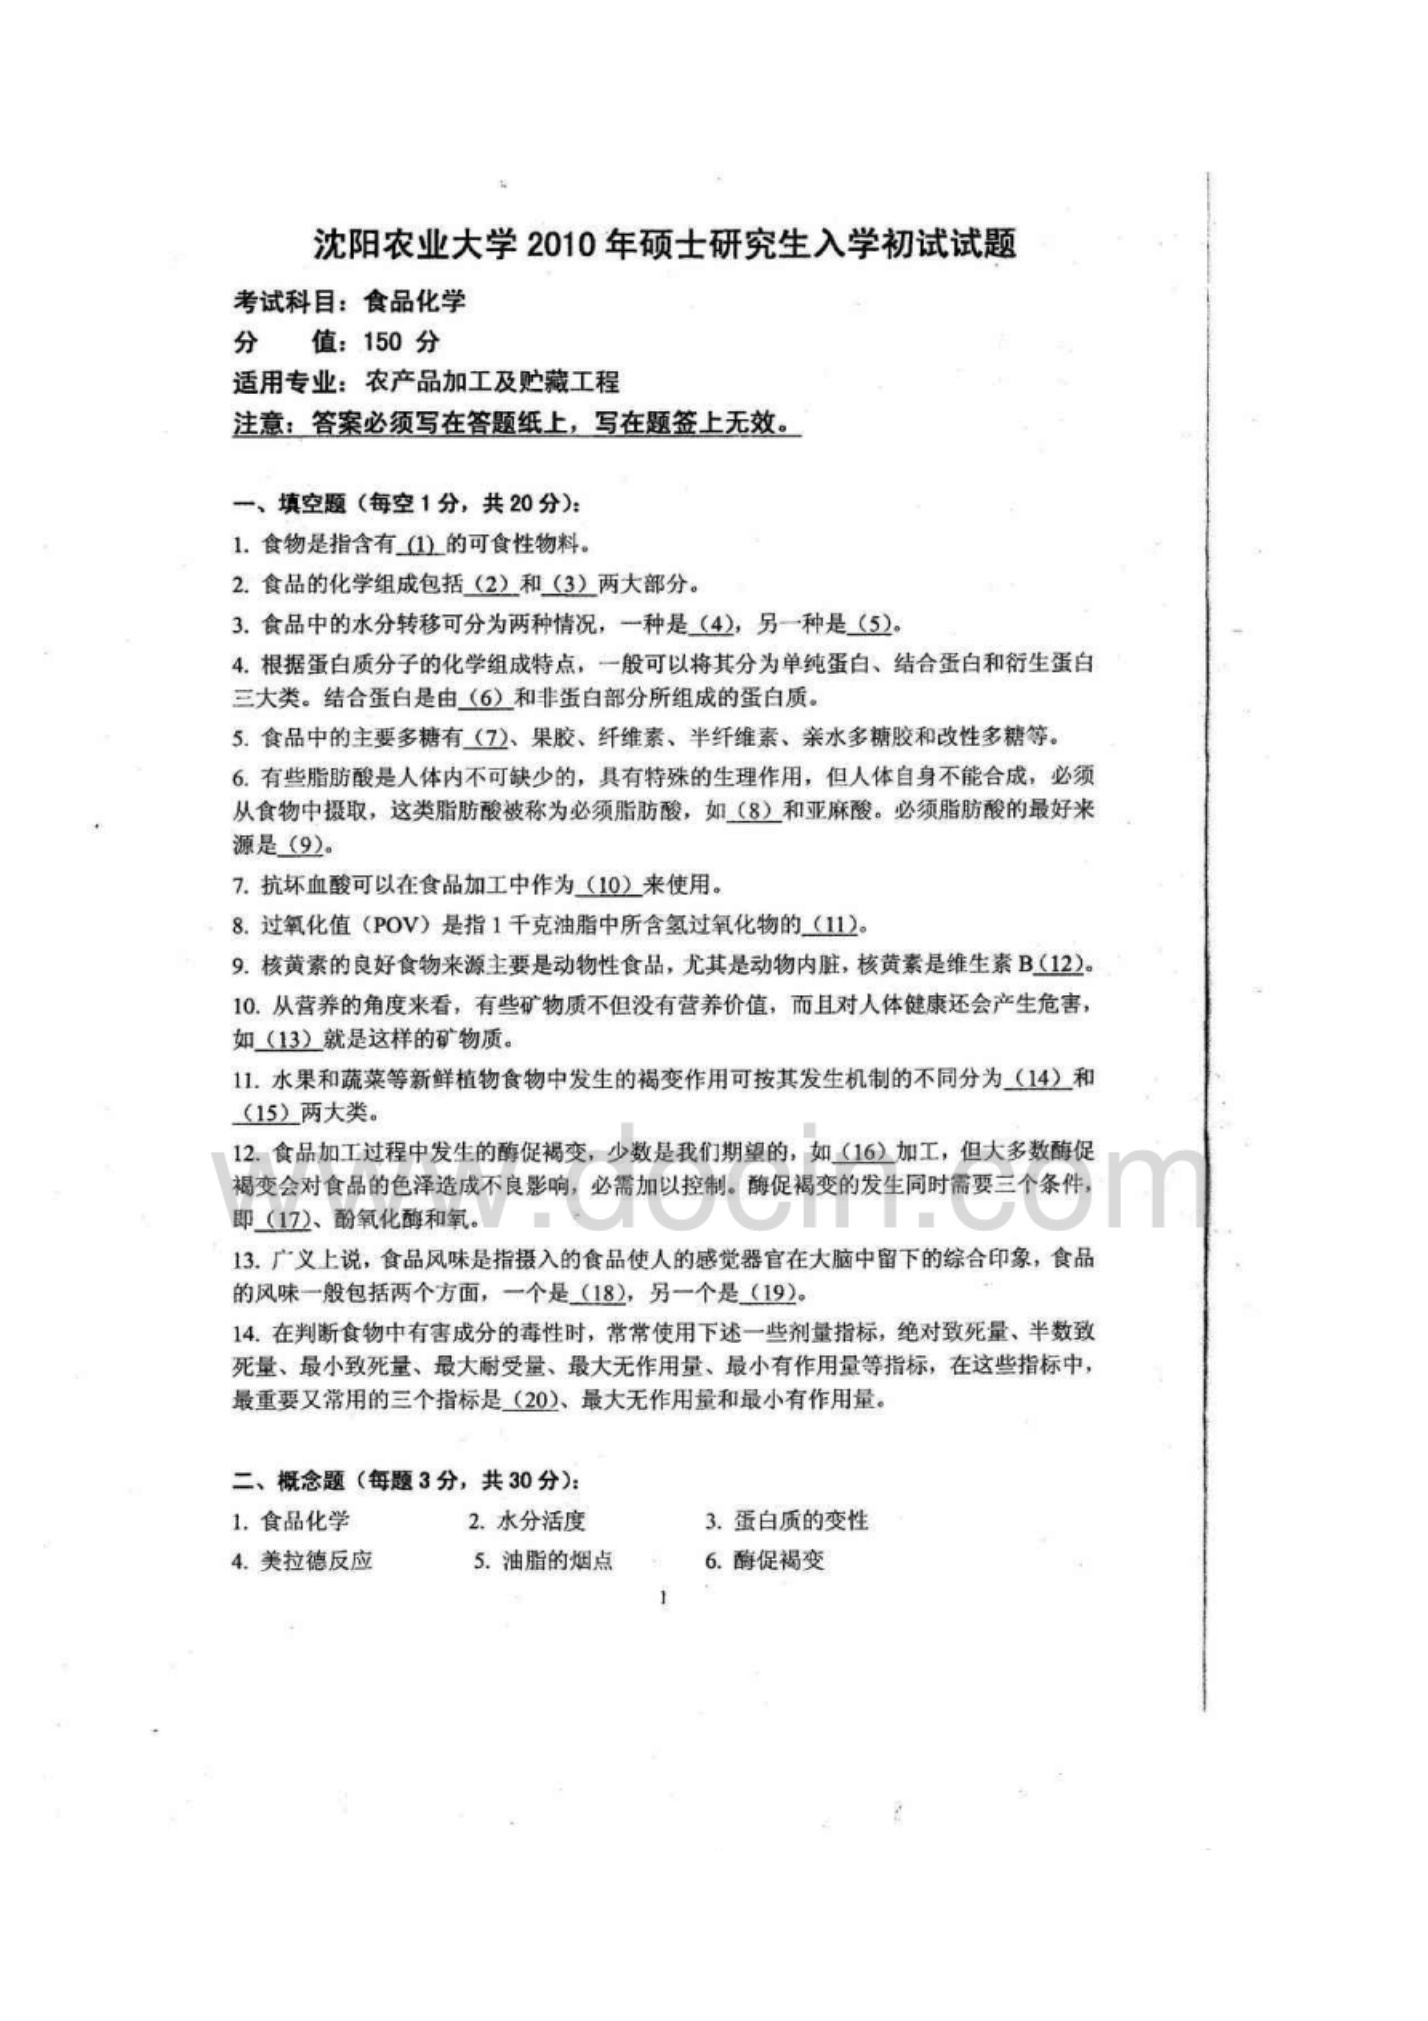 沈阳农业大学 2010 年硕士研究生入学初试试题
考试科目：食品化学
分　　值：150 分
适用专业：农产品加工及贮藏工程
注意：答案必须写在答题纸上，写在题签上无效。
一、填空题（每空 1 分，共 20 分）：
1. 食物是指含有 (1) 的可食性物料。
2. 食品的化学组成包括（2）和（3）两大部分。
3. 食品中的水分转移可分为两种情况，一种是（4），另一种是（5）。
4. 根据蛋白质分子的化学组成特点，一般可以将其分为单纯蛋白、结合蛋白和衍生蛋白
三大类。结合蛋白是由（6）和非蛋白部分所组成的蛋白质。
5. 食品中的主要多糖有（7）、果胶、纤维素、半纤维素、亲水多糖胶和改性多糖等。
6. 有些脂肪酸是人体内不可缺少的，具有特殊的生理作用，但人体自身不能合成，必须
从食物中摄取，这类脂肪酸被称为必须脂肪酸，如（8）和亚麻酸。必须脂肪酸的最好来
源是（9）。
7. 抗坏血酸可以在食品加工中作为（10）来使用。
8. 过氧化值（POV）是指 1 千克油脂中所含氢过氧化物的（11）。
9. 核黄素的良好食物来源主要是动物性食品，尤其是动物内脏，核黄素是维生素 B（12）。
10. 从营养的角度来看，有些矿物质不但没有营养价值，而且对人体健康还会产生危害，
如（13）就是这样的矿物质。
11. 水果和蔬菜等新鲜植物食物中发生的褐变作用可按其发生机制的不同分为（14）和
（15）两大类。
12. 食品加工过程中发生的酶促褐变，少数是我们期望的，如（16）加工，但大多数酶促
褐变会对食品的色泽造成不良影响，必需加以控制。酶促褐变的发生同时需要三个条件，
即（17）、酚氧化酶和氧。
www.docin.com
13. 广义上说，食品风味是指摄入的食品使人的感觉器官在大脑中留下的综合印象，食品
的风味一般包括两个方面，一个是（18），另一个是（19）。
14. 在判断食物中有害成分的毒性时，常常使用下述一些剂量指标，绝对致死量、半数致
死量、最小致死量、最大耐受量、最大无作用量、最小有作用量等指标，在这些指标中，
最重要又常用的三个指标是（20）、最大无作用量和最小有作用量。
二、概念题（每题 3 分，共 30 分）：
1. 食品化学 2. 水分活度 3. 蛋白质的变性
4. 美拉德反应 5. 油脂的烟点 6. 酶促褐变
1